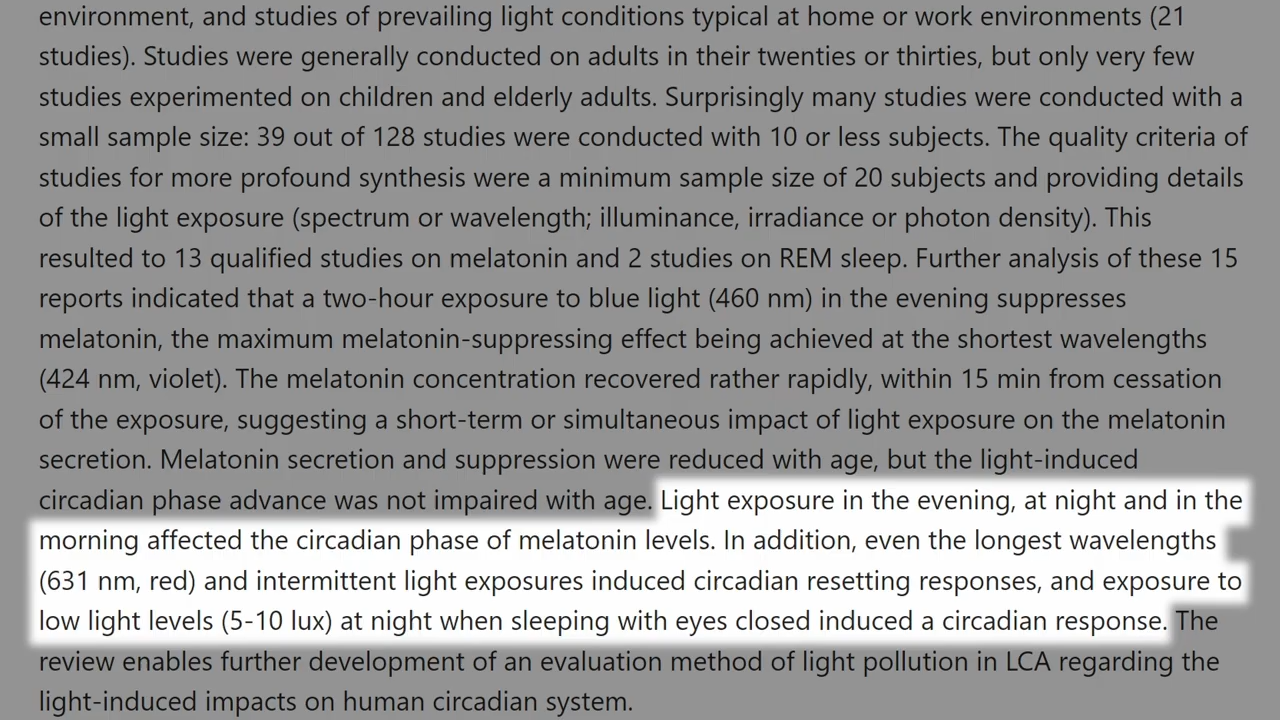 environment, and studies of prevailing light conditions typical at home or work environments (21
studies). Studies were generally conducted on adults in their twenties or thirties, but only very few
studies experimented on children and elderly adults. Surprisingly many studies were conducted with a
small sample size: 39 out of 128 studies were conducted with 10 or less subjects. The quality criteria of
studies for more profound synthesis were a minimum sample size of 20 subjects and providing details
of the light exposure (spectrum or wavelength; illuminance, irradiance or photon density). This
resulted to 13 qualified studies on melatonin and 2 studies on REM sleep. Further analysis of these 15
reports indicated that a two-hour exposure to blue light (460 nm) in the evening suppresses
melatonin, the maximum melatonin-suppressing effect being achieved at the shortest wavelengths
(424 nm, violet). The melatonin concentration recovered rather rapidly, within 15 min from cessation
of the exposure, suggesting a short-term or simultaneous impact of light exposure on the melatonin
secretion. Melatonin secretion and suppression were reduced with age, but the light-induced
circadian phase advance was not impaired with age. Light exposure in the evening, at night and in the
morning affected the circadian phase of melatonin levels. In addition, even the longest wavelengths
(631 nm, red) and intermittent light exposures induced circadian resetting responses, and exposure to
low light levels (5-10 lux) at night when sleeping with eyes closed induced a circadian response. The
review enables further development of an evaluation method of light pollution in LCA regarding the
light-induced impacts on human circadian system.